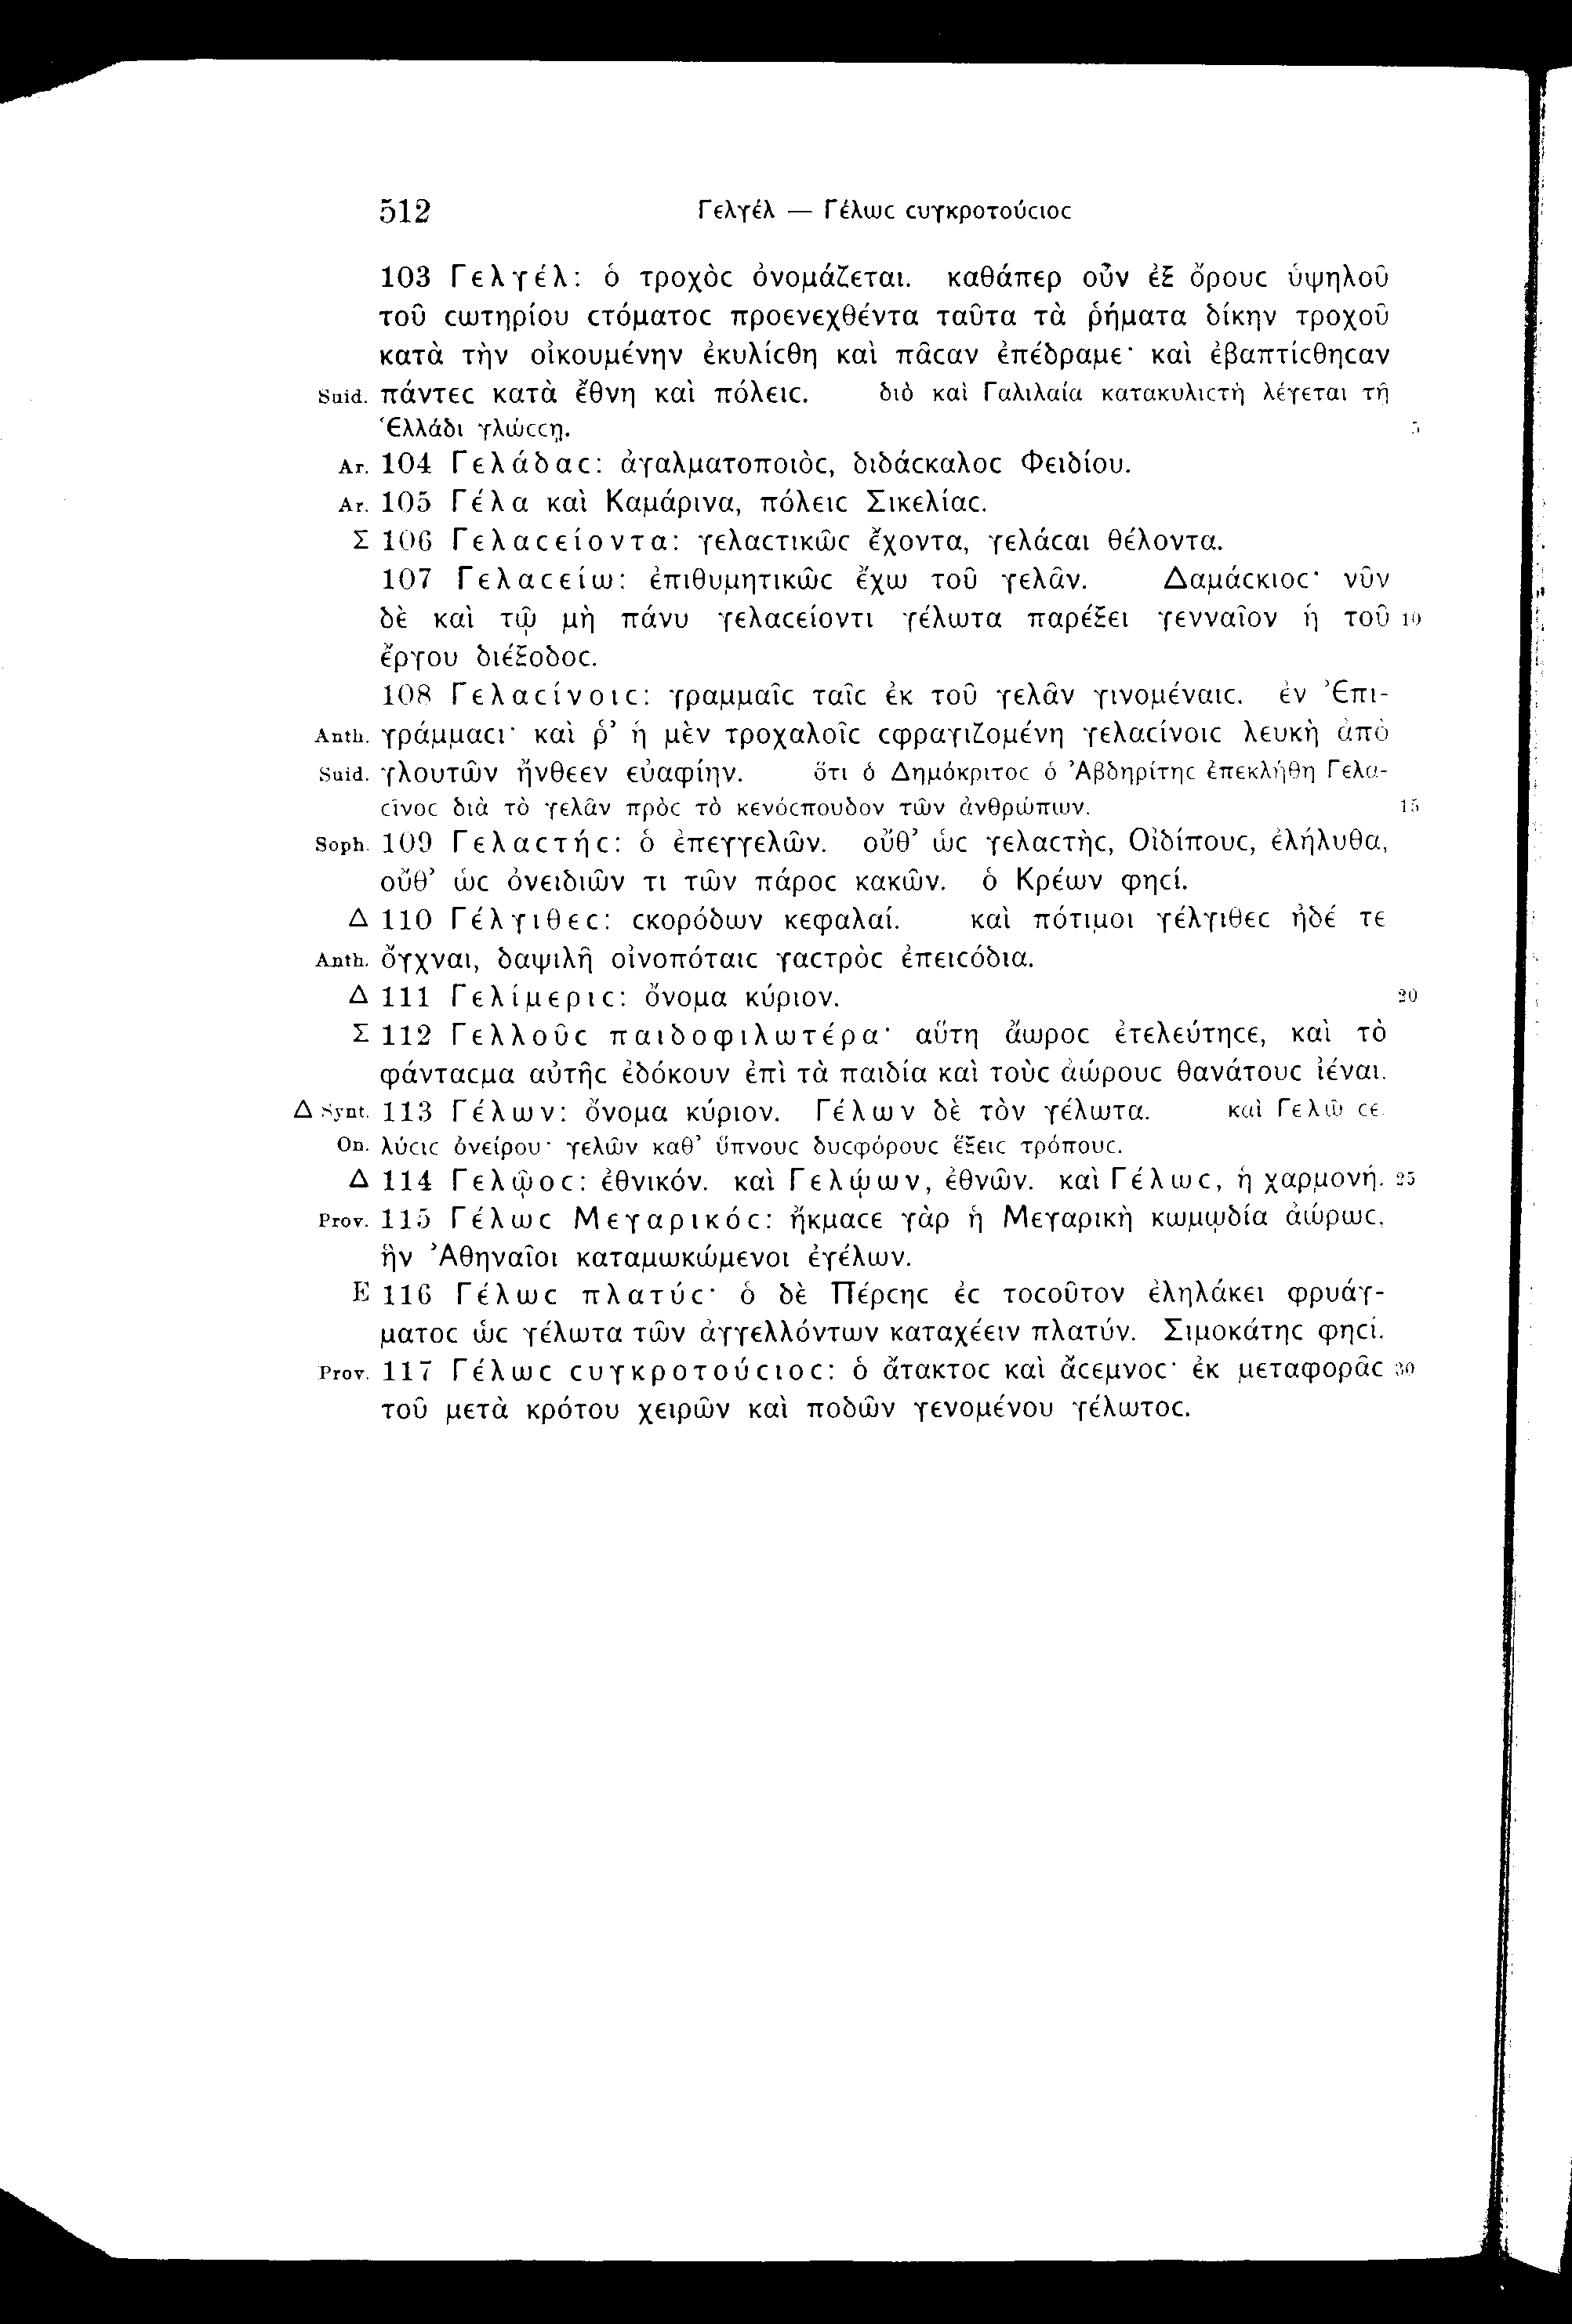 512 Γελγέλ — Γέλωϲ ϲυγκροτούϲιοϲ
103 Γελγέλ: ὁ τροχὸϲ ὀνομάζεται. καθάπερ οὖν ἐξ ὄρουϲ ὑψηλοῦ
τοῦ ϲωτηρίου ϲτόματοϲ προενεχθέντα ταῦτα τὰ ῥήματα δίκην τροχοῦ
κατὰ τὴν οἰκουμένην ἐκυλίϲθη καὶ πᾶϲαν ἐπέδραμε· καὶ ἐβαπτίϲθηϲαν
Suid. πάντεϲ κατὰ ἔθνη καὶ πόλειϲ. διὸ καὶ Γαλιλαία κατακυλιϲτὴ λέγεται τῇ
Ἑλλάδι γλώϲϲῃ. 5
Ar. 104 Γελάδαϲ: ἀγαλματοποιὸϲ, διδάϲκαλοϲ Φειδίου.
Ar. 105 Γέλα καὶ Καμάρινα, πόλειϲ Σικελίαϲ.
Σ 106 Γελαϲείοντα: γελαϲτικῶϲ ἔχοντα, γελάϲαι θέλοντα.
107 Γελαϲείω: ἐπιθυμητικῶϲ ἔχω τοῦ γελᾶν. Δαμάϲκιοϲ· νῦν
δὲ καὶ τῷ μὴ πάνυ γελαϲείοντι γέλωτα παρέξει γενναῖον ἡ τοῦ 10
ἔργου διέξοδοϲ.
108 Γελαϲίνοιϲ: γραμμαῖϲ ταῖϲ ἐκ τοῦ γελᾶν γινομέναιϲ. ἐν Ἐπι-
Anth. γράμμαϲι· καὶ ῥ’ ἡ μὲν τροχαλοῖϲ ϲφραγιζομένη γελαϲίνοιϲ λευκὴ ἀπὸ
Suid. γλουτῶν ἤνθεεν εὐαφίην. ὅτι ὁ Δημόκριτοϲ ὁ Ἀβδηρίτηϲ ἐπεκλήθη Γελα-
ϲῖνοϲ διὰ τὸ γελᾶν πρὸϲ τὸ κενόϲπουδον τῶν ἀνθρώπων. 15
Soph. 109 Γελαϲτήϲ: ὁ ἐπεγγελῶν. οὔθ’ ὡϲ γελαϲτὴϲ, Οἰδίπουϲ, ἐλήλυθα,
οὔθ’ ὡϲ ὀνειδιῶν τι τῶν πάροϲ κακῶν. ὁ Κρέων φηϲί.
Δ 110 Γέλγιθεϲ: ϲκορόδων κεφαλαί. καὶ πότιμοι γέλγιθεϲ ἠδέ τε
Anth. ὄγχναι, δαψιλῆ οἰνοπόταιϲ γαϲτρὸϲ ἐπειϲόδια.
Δ 111 Γελίμεριϲ: ὄνομα κύριον. 20
Σ 112 Γελλοῦϲ παιδοφιλωτέρα· αὕτη ἄωροϲ ἐτελεύτηϲε, καὶ τὸ
φάνταϲμα αὐτῆϲ ἐδόκουν ἐπὶ τὰ παιδία καὶ τοὺϲ ἀώρουϲ θανάτουϲ ἰέναι.
Δ Synt. 113 Γέλων: ὄνομα κύριον. Γέλων δὲ τὸν γέλωτα. καὶ Γελῶ ϲε.
On. λύϲιϲ ὀνείρου· γελῶν καθ’ ὕπνουϲ δυϲφόρουϲ ἕξειϲ τρόπουϲ.
Δ 114 Γελῷοϲ: ἐθνικόν. καὶ Γελῴων, ἐθνῶν. καὶ Γέλωϲ, ἡ χαρμονή. 25
Prov. 115 Γέλωϲ Μεγαρικόϲ: ἤκμαϲε γὰρ ἡ Μεγαρικὴ κωμῳδία ἀώρωϲ,
ἣν Ἀθηναῖοι καταμωκώμενοι ἐγέλων.
E 116 Γέλωϲ πλατύϲ· ὁ δὲ Πέρϲηϲ ἐϲ τοϲοῦτον ἐληλάκει φρυάγ-
ματοϲ ὡϲ γέλωτα τῶν ἀγγελλόντων καταχέειν πλατύν. Σιμοκάτηϲ φηϲί.
Prov. 117 Γέλωϲ ϲυγκροτούϲιοϲ: ὁ ἄτακτοϲ καὶ ἄϲεμνοϲ· ἐκ μεταφορᾶϲ 30
τοῦ μετὰ κρότου χειρῶν καὶ ποδῶν γενομένου γέλωτοϲ.